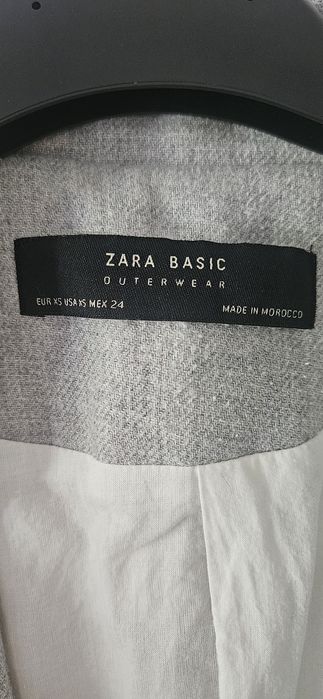 ZARA BASIC
OUTERWEAR
EUR XS USA XS MEX 24
MADE IN MOROCCO